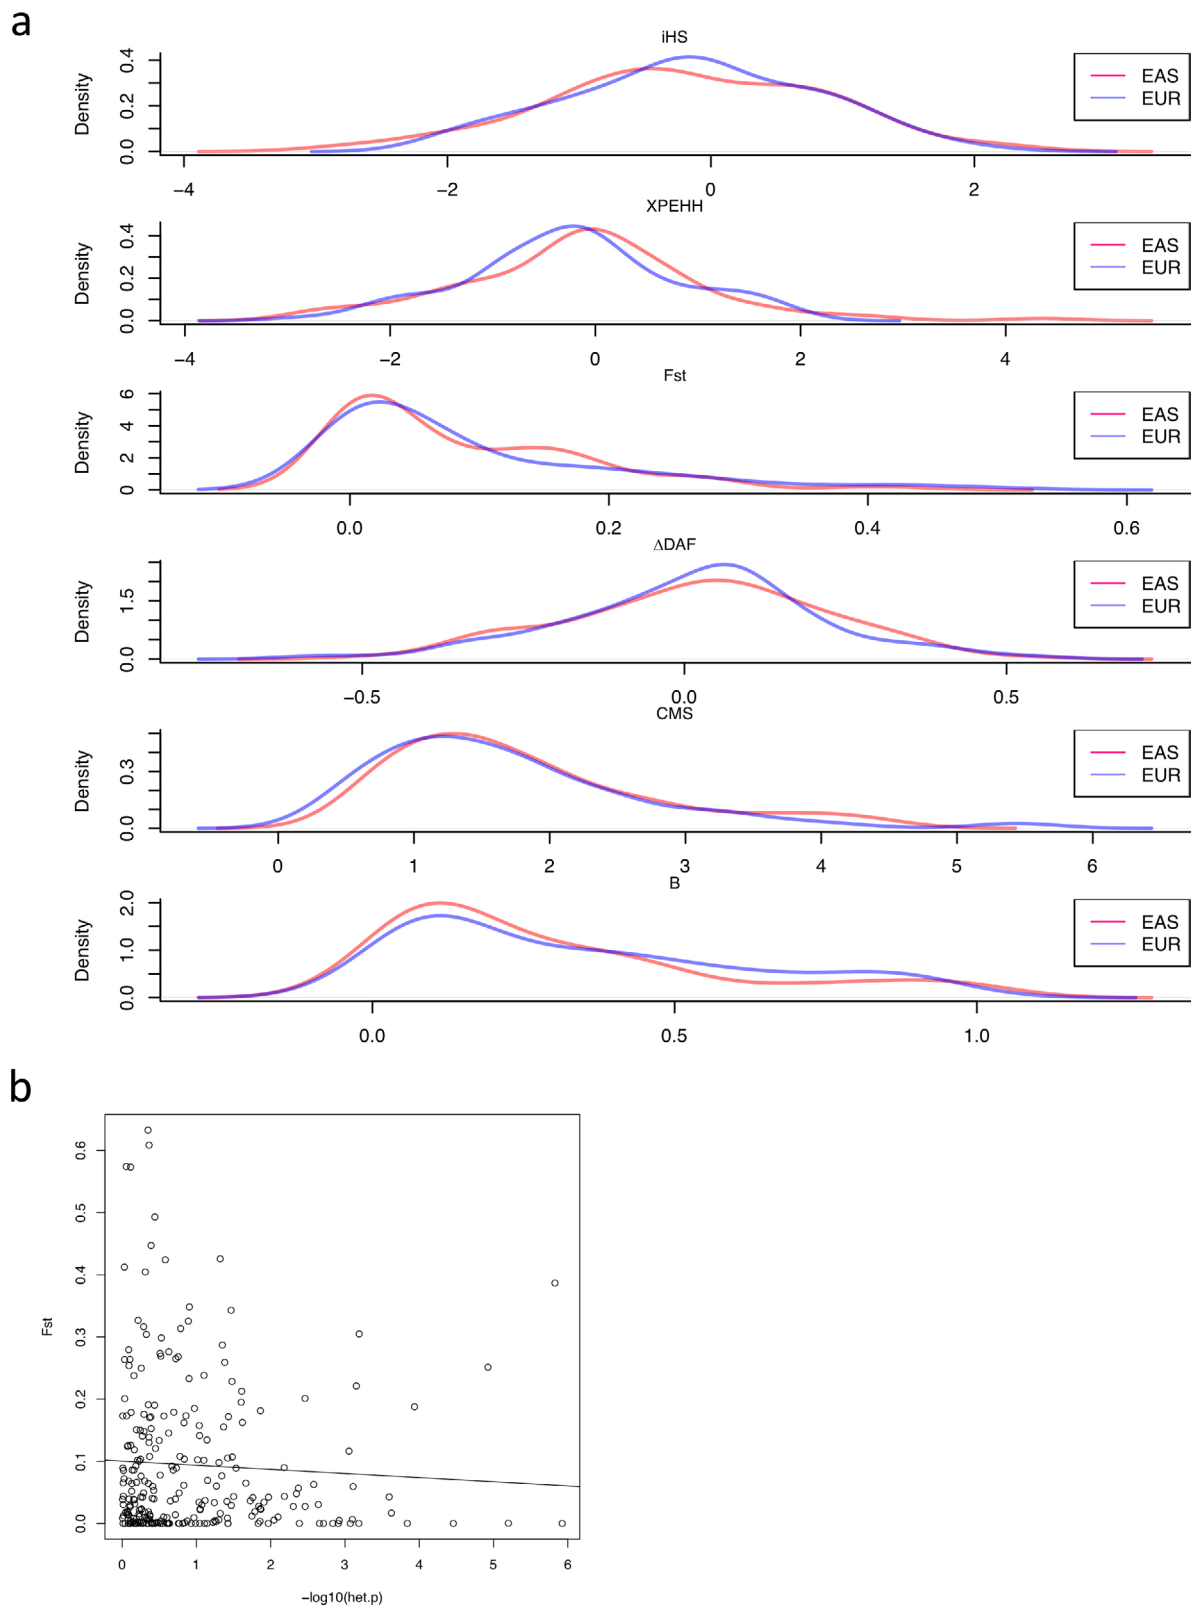 a
iHS
Density
0.0 0.2 0.4
−4 −2 0 2
EAS
EUR
XPEHH
Density
0.0 0.2 0.4
−4 −2 0 2 4
EAS
EUR
Fst
Density
0 2 4 6
0.0 0.2 0.4 0.6
EAS
EUR
ΔDAF
Density
0.0 1.5
−0.5 0.0 0.5
EAS
EUR
CMS
Density
0.0 0.3
0 1 2 3 4 5 6
EAS
EUR
B
Density
0.0 1.0 2.0
0.0 0.5 1.0
EAS
EUR
b
Fst
0.0 0.1 0.2 0.3 0.4 0.5 0.6
0 1 2 3 4 5 6
−log10(het.p)